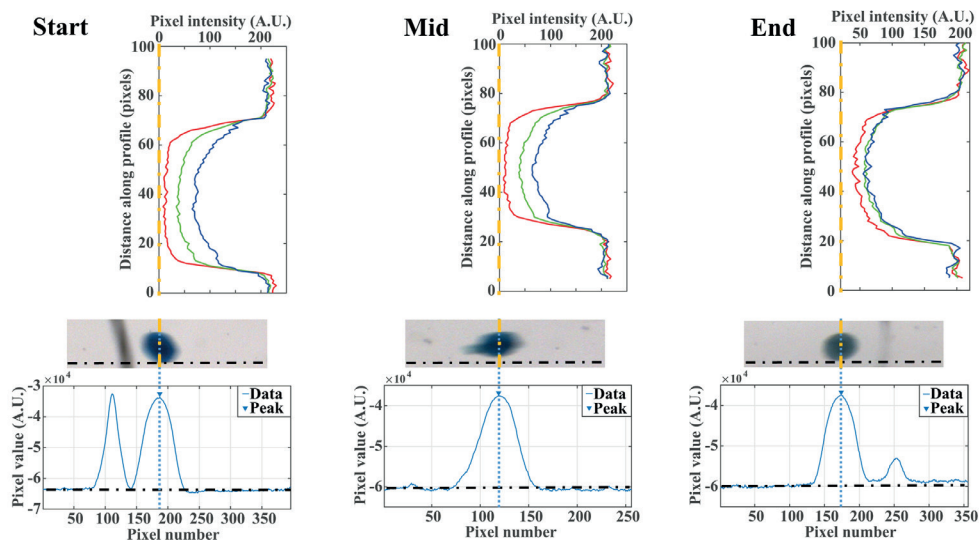 Start
Pixel intensity (A.U.)
0 100 200
Distance along profile (pixels)
100
80
60
40
20
0
Mid
Pixel intensity (A.U.)
0 100 200
Distance along profile (pixels)
100
80
60
40
20
0
End
Pixel intensity (A.U.)
50 100 150 200
Distance along profile (pixels)
100
80
60
40
20
0
×10⁴
Pixel value (A.U.)
-3
-4
-5
-6
-7
Data
Peak
50 100 150 200 250 300 350
Pixel number
×10⁴
Pixel value (A.U.)
-4
-5
-6
Data
Peak
50 100 150 200 250
Pixel number
×10⁴
Pixel value (A.U.)
-4
-5
-6
Data
Peak
50 100 150 200 250 300 350
Pixel number